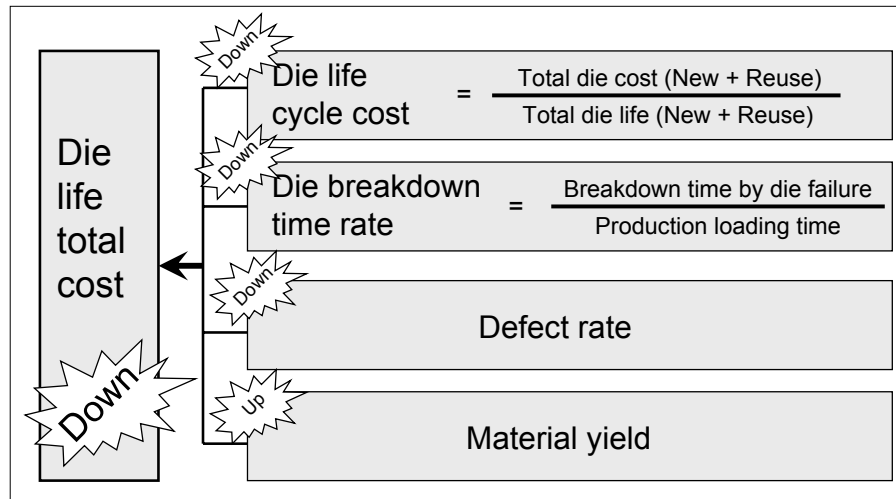 Die
life
total
cost
Down
Down
Die life
cycle cost
=
Total die cost (New + Reuse)
Total die life (New + Reuse)
Down
Die breakdown
time rate
=
Breakdown time by die failure
Production loading time
Down
Defect rate
Up
Material yield